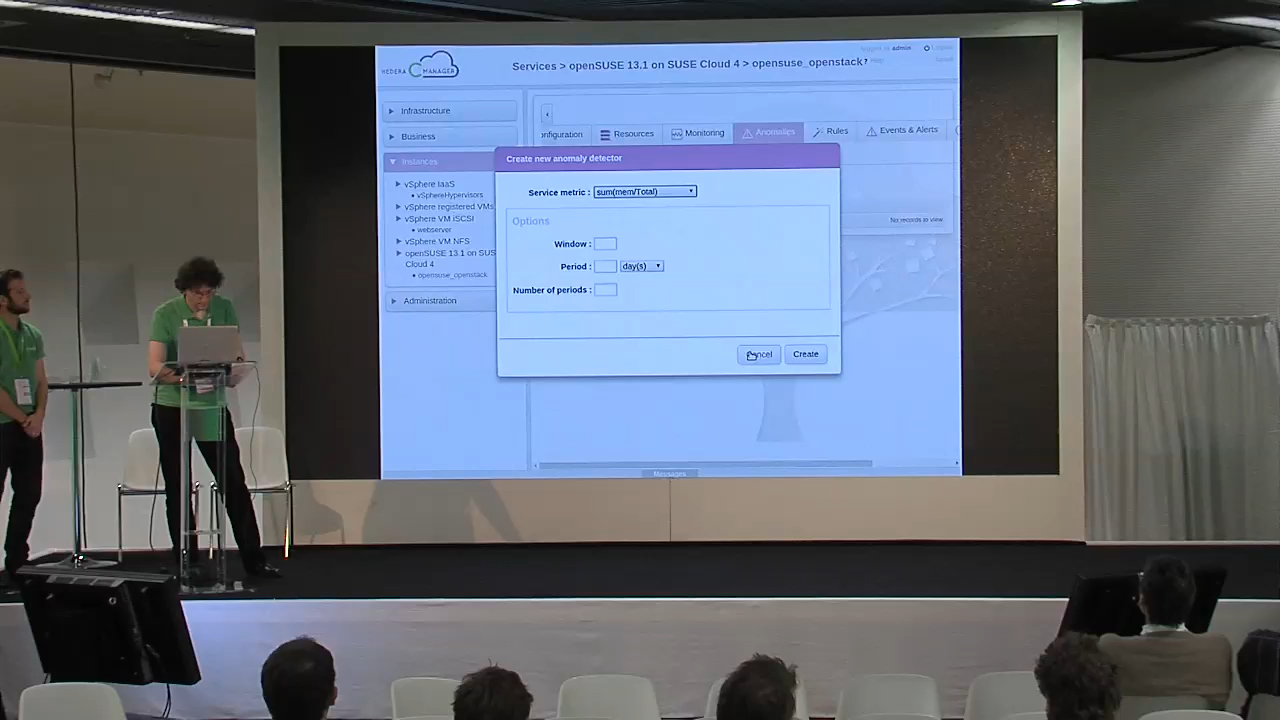 HEDERA MANAGER
Services > openSUSE 13.1 on SUSE Cloud 4 > opensuse_openstack
admin
Infrastructure
Business
Instances
vSphere IaaS
vSphereHypervisors
vSphere registered VMs
vSphere VM iSCSI
webserver
vSphere VM NFS
openSUSE 13.1 on SUS
Cloud 4
opensuse_openstack
Administration
onfiguration
Resources
Monitoring
Anomalies
Rules
Events & Alerts
No records to view
Create new anomaly detector
Service metric : sum(mem/Total)
Options
Window :
Period : day(s)
Number of periods :
Cancel
Create
Messages